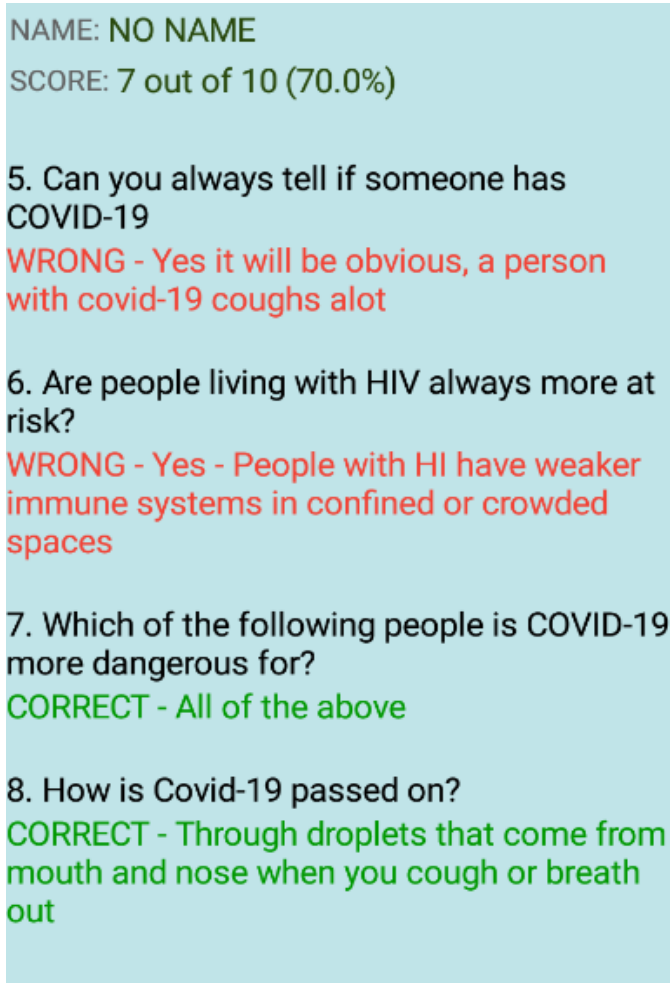 NAME: NO NAME
SCORE: 7 out of 10 (70.0%)
5. Can you always tell if someone has
COVID-19
WRONG - Yes it will be obvious, a person
with covid-19 coughs alot
6. Are people living with HIV always more at
risk?
WRONG - Yes - People with HI have weaker
immune systems in confined or crowded
spaces
7. Which of the following people is COVID-19
more dangerous for?
CORRECT - All of the above
8. How is Covid-19 passed on?
CORRECT - Through droplets that come from
mouth and nose when you cough or breath
out